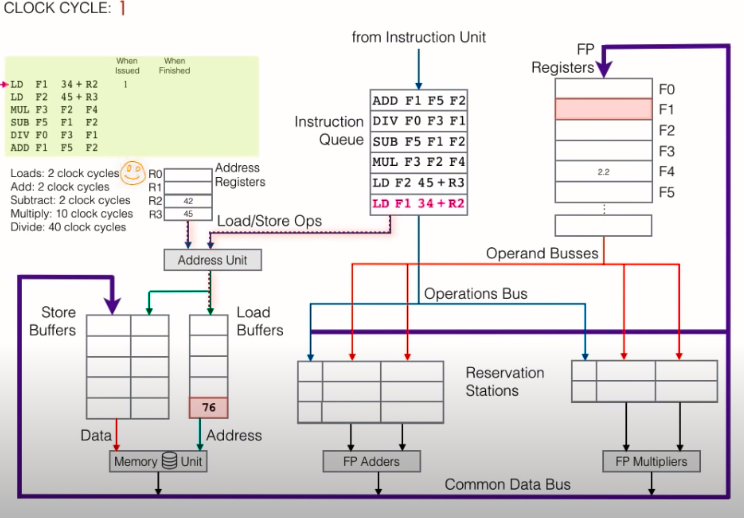 CLOCK CYCLE: 1
from Instruction Unit
When Issued
When Finished
LD F1 34+R2 1
LD F2 45+R3
MUL F3 F2 F4
SUB F5 F1 F2
DIV F0 F3 F1
ADD F1 F5 F2
Loads: 2 clock cycles
Add: 2 clock cycles
Subtract: 2 clock cycles
Multiply: 10 clock cycles
Divide: 40 clock cycles
R0
R1
R2 42
R3 45
Address
Registers
Instruction
Queue
ADD F1 F5 F2
DIV F0 F3 F1
SUB F5 F1 F2
MUL F3 F2 F4
LD F2 45+R3
LD F1 34+R2
FP
Registers
F0
F1
F2
F3
2.2 F4
F5
Load/Store Ops
Address Unit
Operand Busses
Operations Bus
Store
Buffers
Load
Buffers
76
Reservation
Stations
Data
Address
Memory Unit
FP Adders
FP Multipliers
Common Data Bus